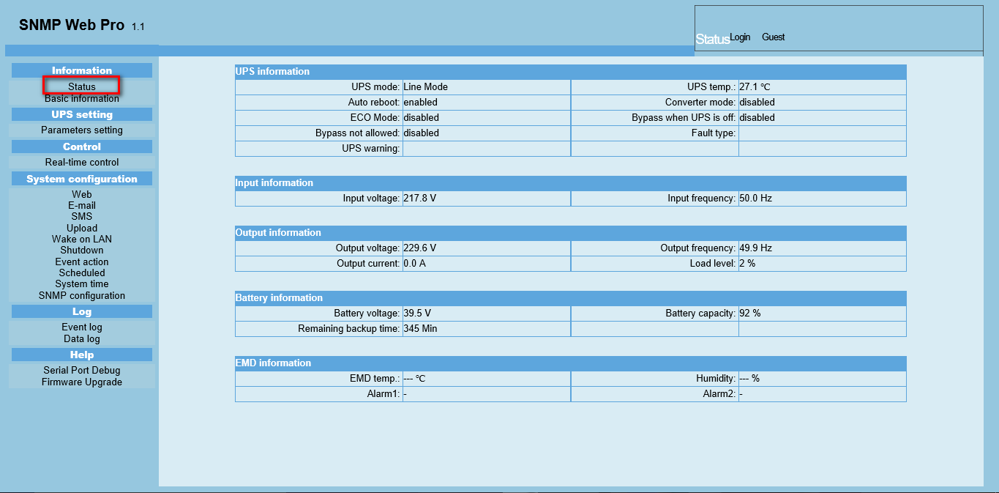 SNMP Web Pro 1.1
Status Login Guest
Information
Status
Basic information
UPS setting
Parameters setting
Control
Real-time control
System configuration
Web
E-mail
SMS
Upload
Wake on LAN
Shutdown
Event action
Scheduled
System time
SNMP configuration
Log
Event log
Data log
Help
Serial Port Debug
Firmware Upgrade
UPS information
UPS mode: Line Mode UPS temp.: 27.1 ℃
Auto reboot: enabled Converter mode: disabled
ECO Mode: disabled Bypass when UPS is off: disabled
Bypass not allowed: disabled Fault type:
UPS warning:
Input information
Input voltage: 217.8 V Input frequency: 50.0 Hz
Output information
Output voltage: 229.6 V Output frequency: 49.9 Hz
Output current: 0.0 A Load level: 2 %
Battery information
Battery voltage: 39.5 V Battery capacity: 92 %
Remaining backup time: 345 Min
EMD information
EMD temp.: --- ℃ Humidity: --- %
Alarm1: - Alarm2: -